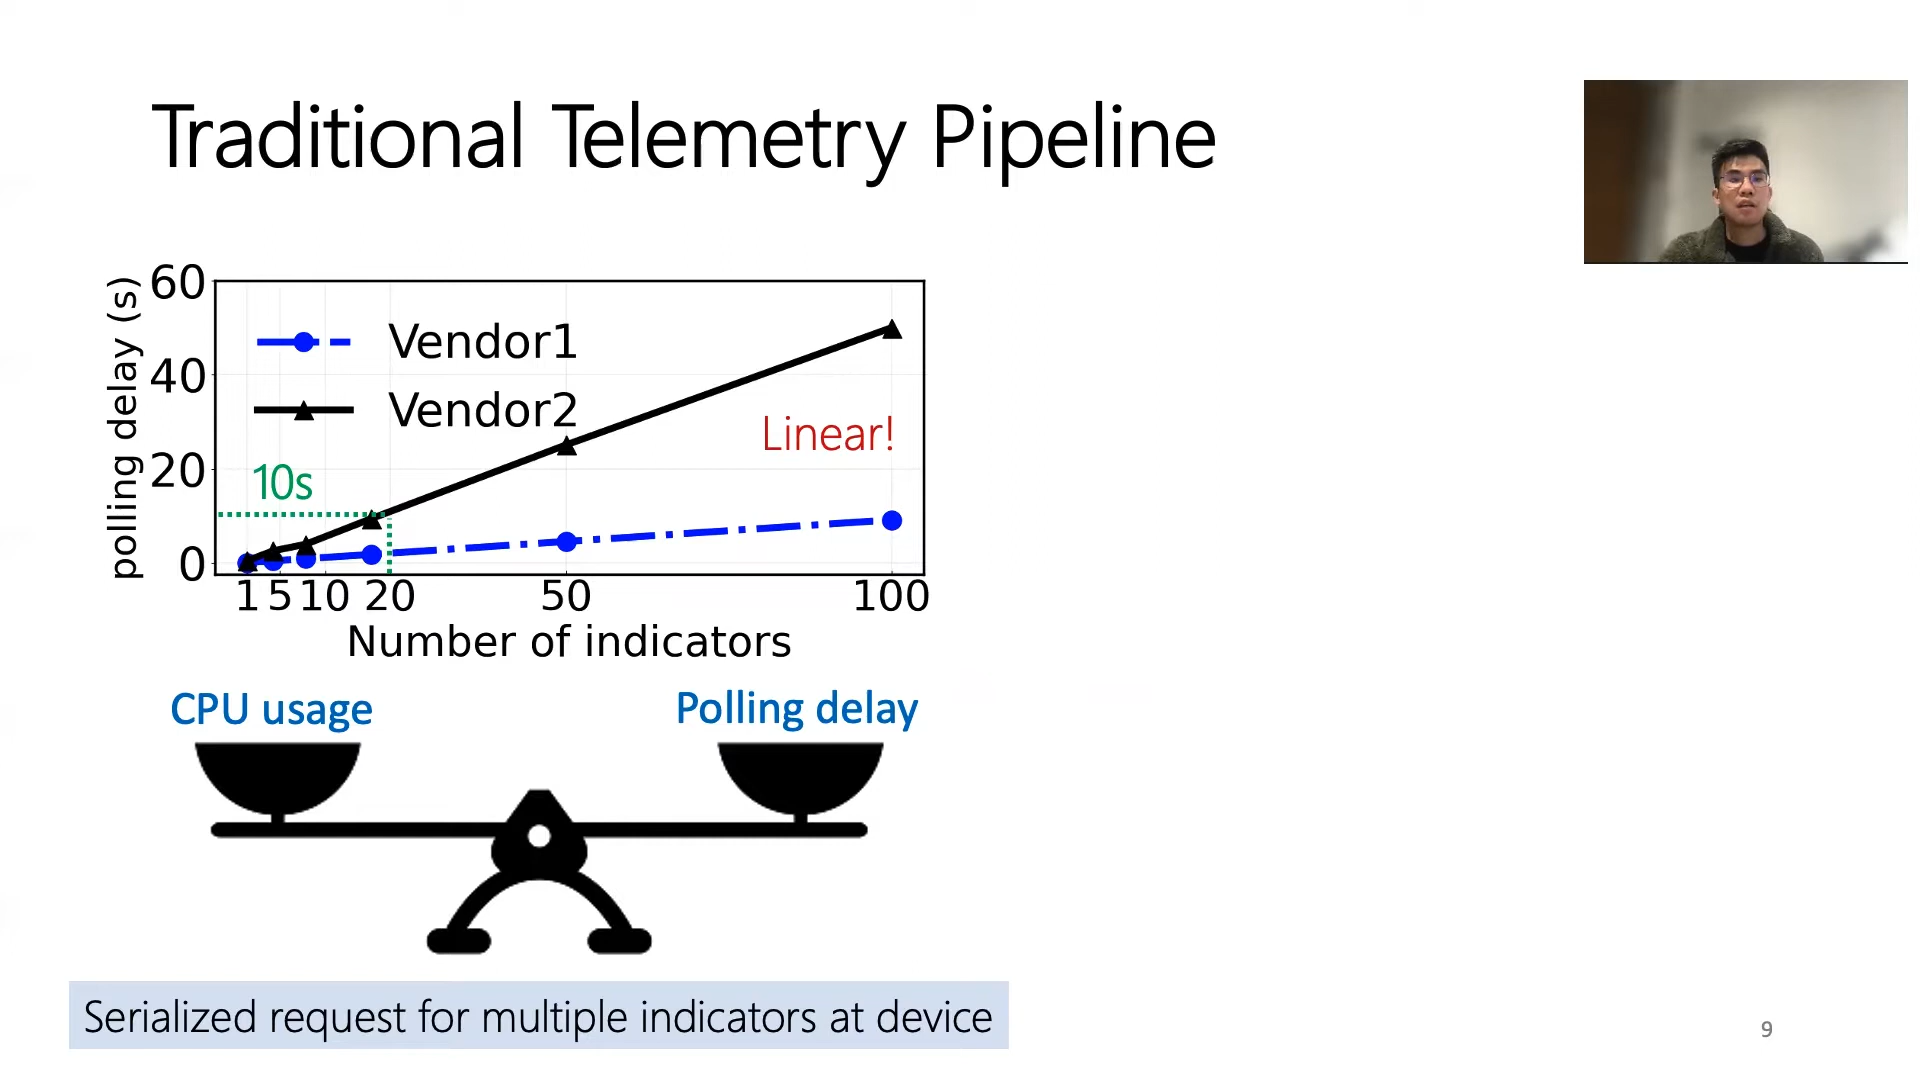 Traditional Telemetry Pipeline
60
40
20
0
polling delay (s)
Vendor1
Vendor2
Linear!
10s
1 5 10 20 50 100
Number of indicators
CPU usage
Polling delay
Serialized request for multiple indicators at device
9